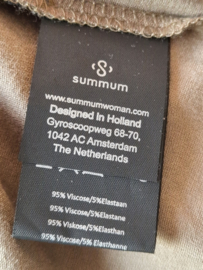 summum
www.summumwoman.com
Designed In Holland
Gyroscoopweg 68-70,
1042 AC Amsterdam
The Netherlands
95% Viscose/5%Elastaan
95% Viscose/5%Elastane
95% Viskose/5%Elasthan
95% Viscose/5%Elasthanne